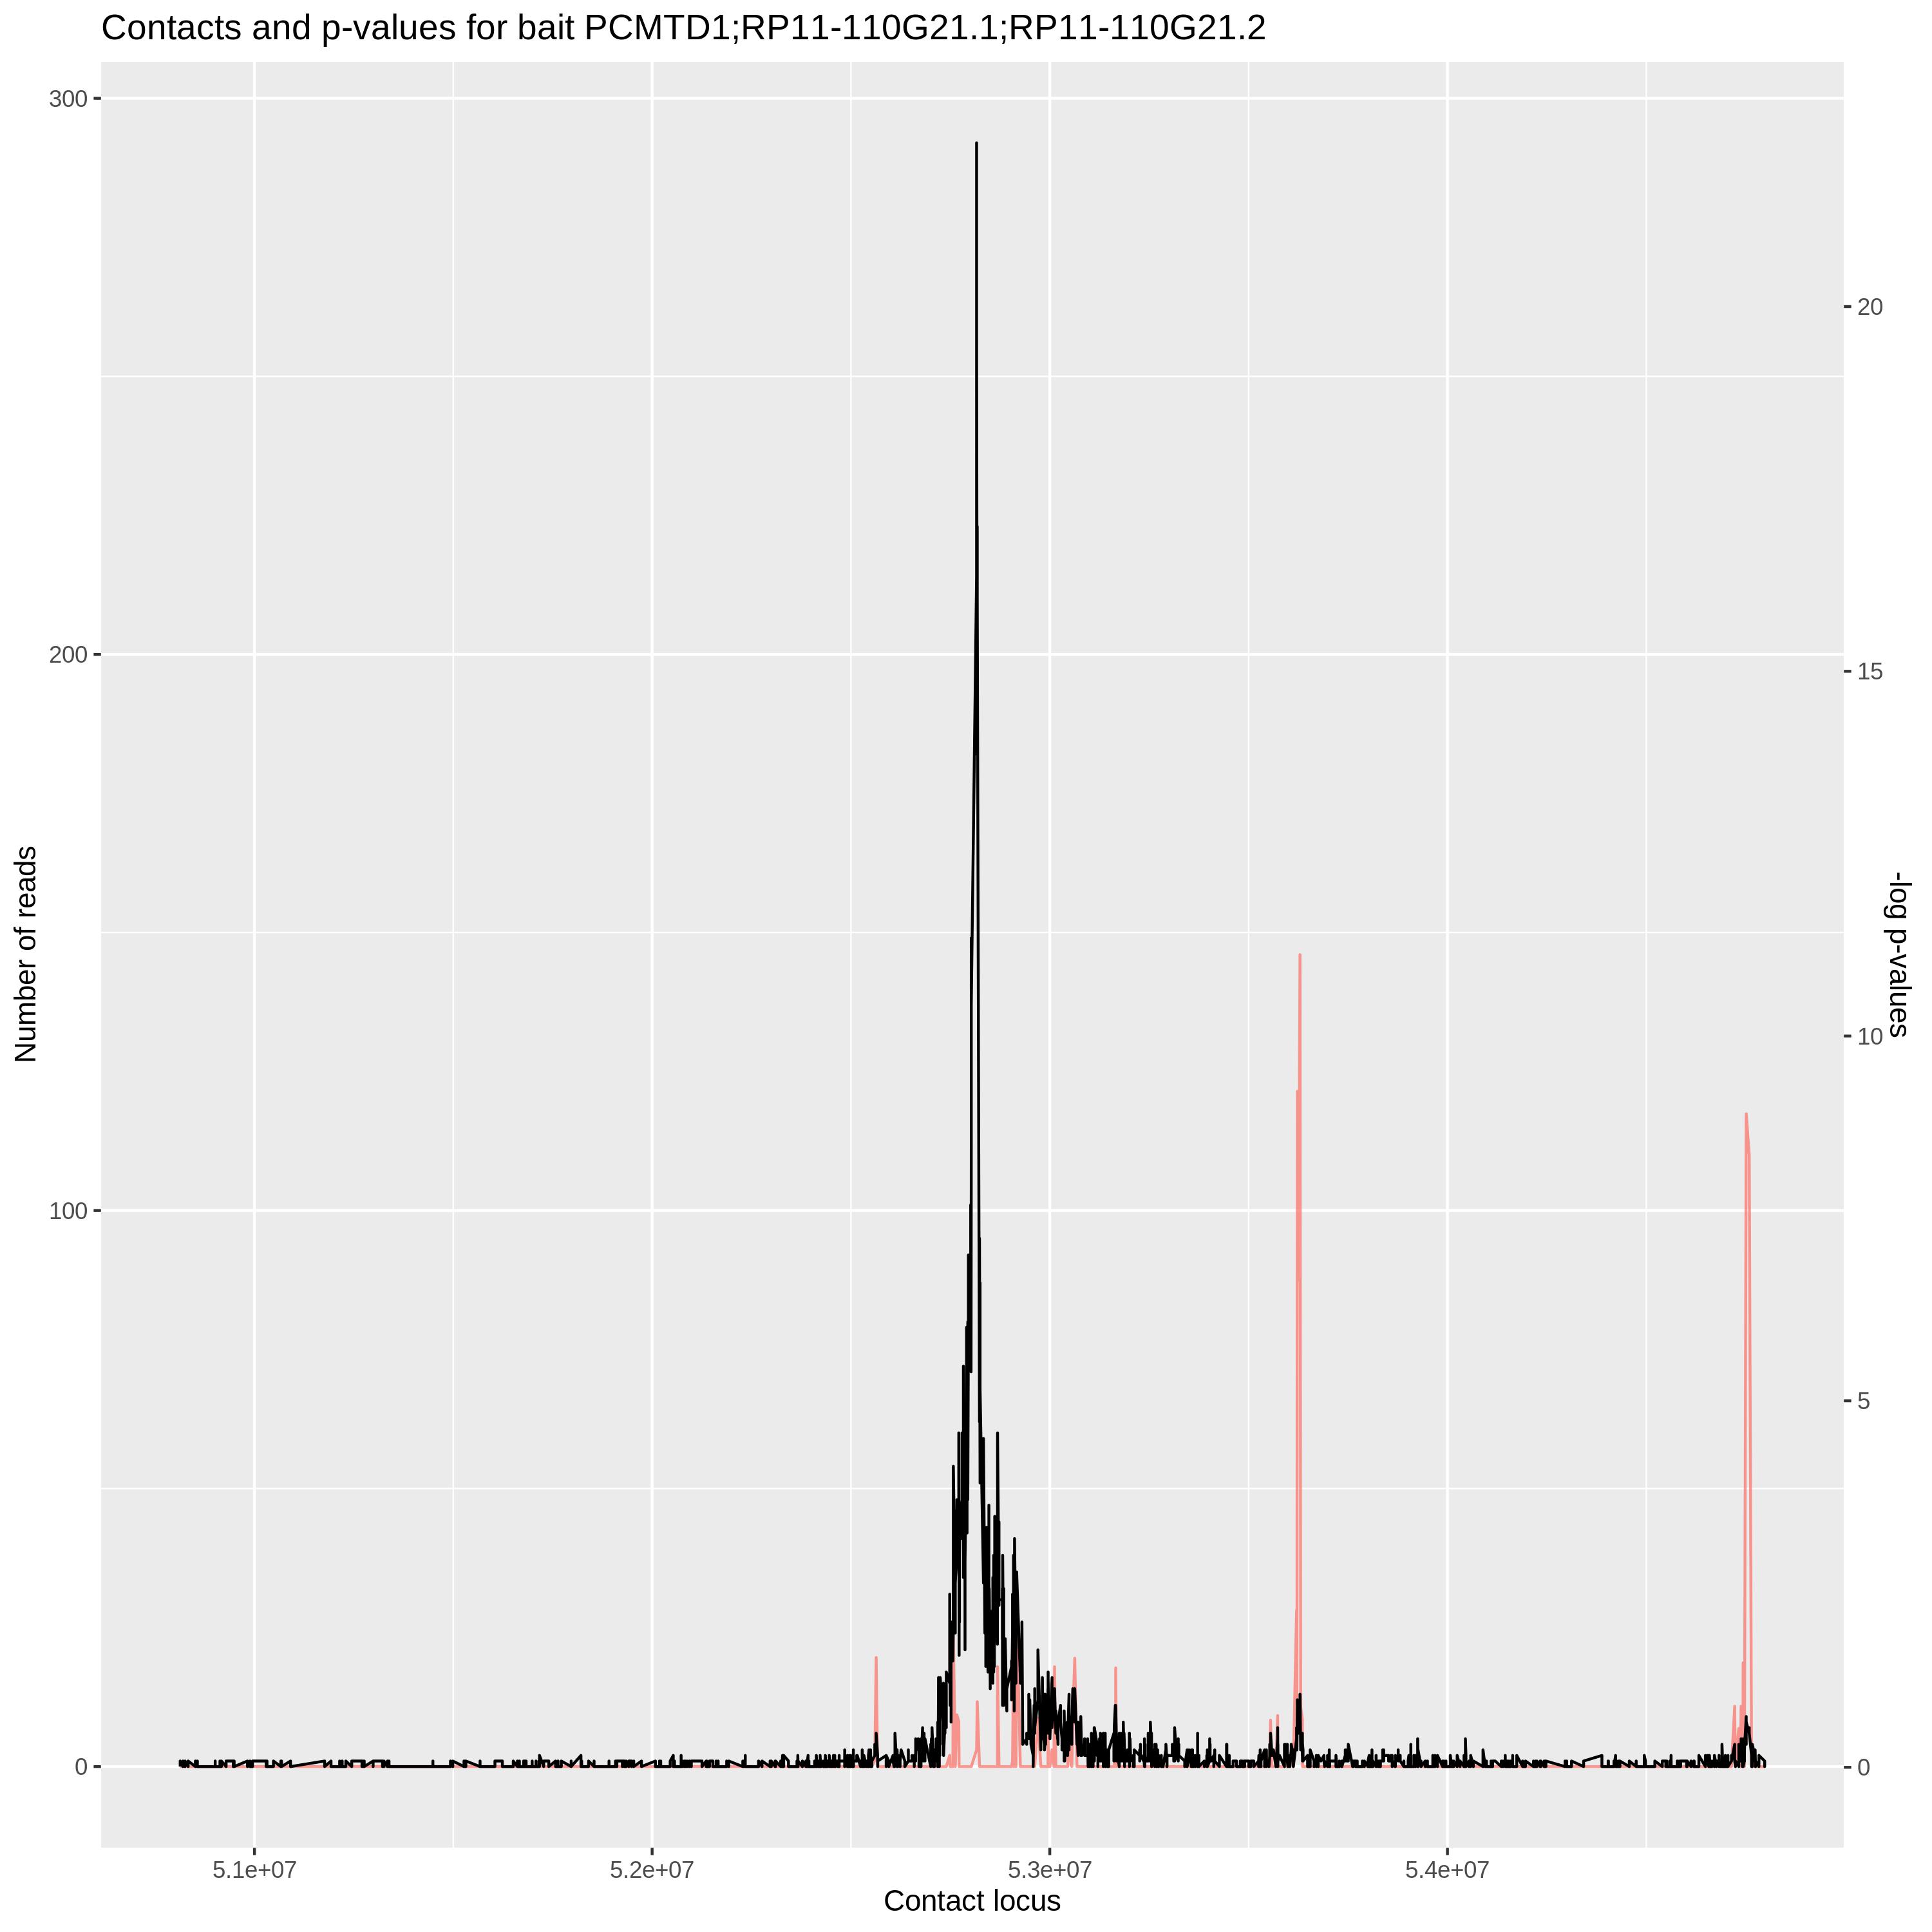 Contacts and p-values for bait PCMTD1;RP11-110G21.1;RP11-110G21.2
300
200
100
0
Number of reads
20
15
10
5
0
-log p-values
5.1e+07
5.2e+07
5.3e+07
5.4e+07
Contact locus